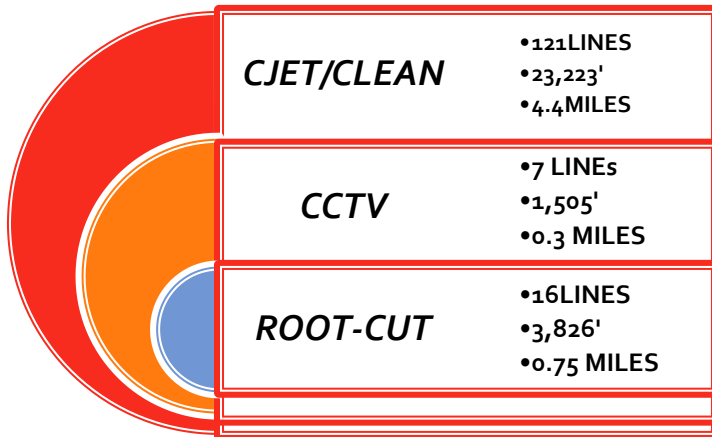 CJET/CLEAN
•121LINES
•23,223'
•4.4MILES
CCTV
•7 LINEs
•1,505'
•0.3 MILES
ROOT-CUT
•16LINES
•3,826'
•0.75 MILES